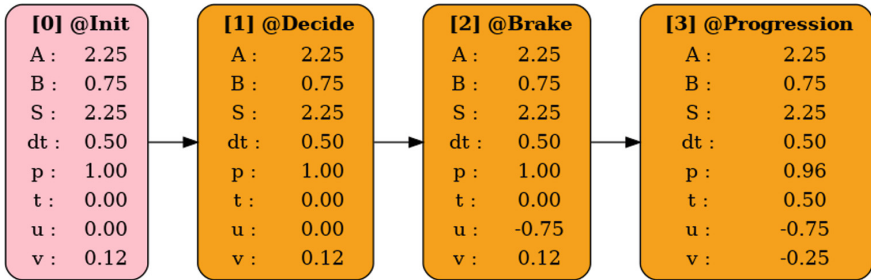 [0] @Init
A : 2.25
B : 0.75
S : 2.25
dt : 0.50
p : 1.00
t : 0.00
u : 0.00
v : 0.12
[1] @Decide
A : 2.25
B : 0.75
S : 2.25
dt : 0.50
p : 1.00
t : 0.00
u : 0.00
v : 0.12
[2] @Brake
A : 2.25
B : 0.75
S : 2.25
dt : 0.50
p : 1.00
t : 0.00
u : -0.75
v : 0.12
[3] @Progression
A : 2.25
B : 0.75
S : 2.25
dt : 0.50
p : 0.96
t : 0.50
u : -0.75
v : -0.25